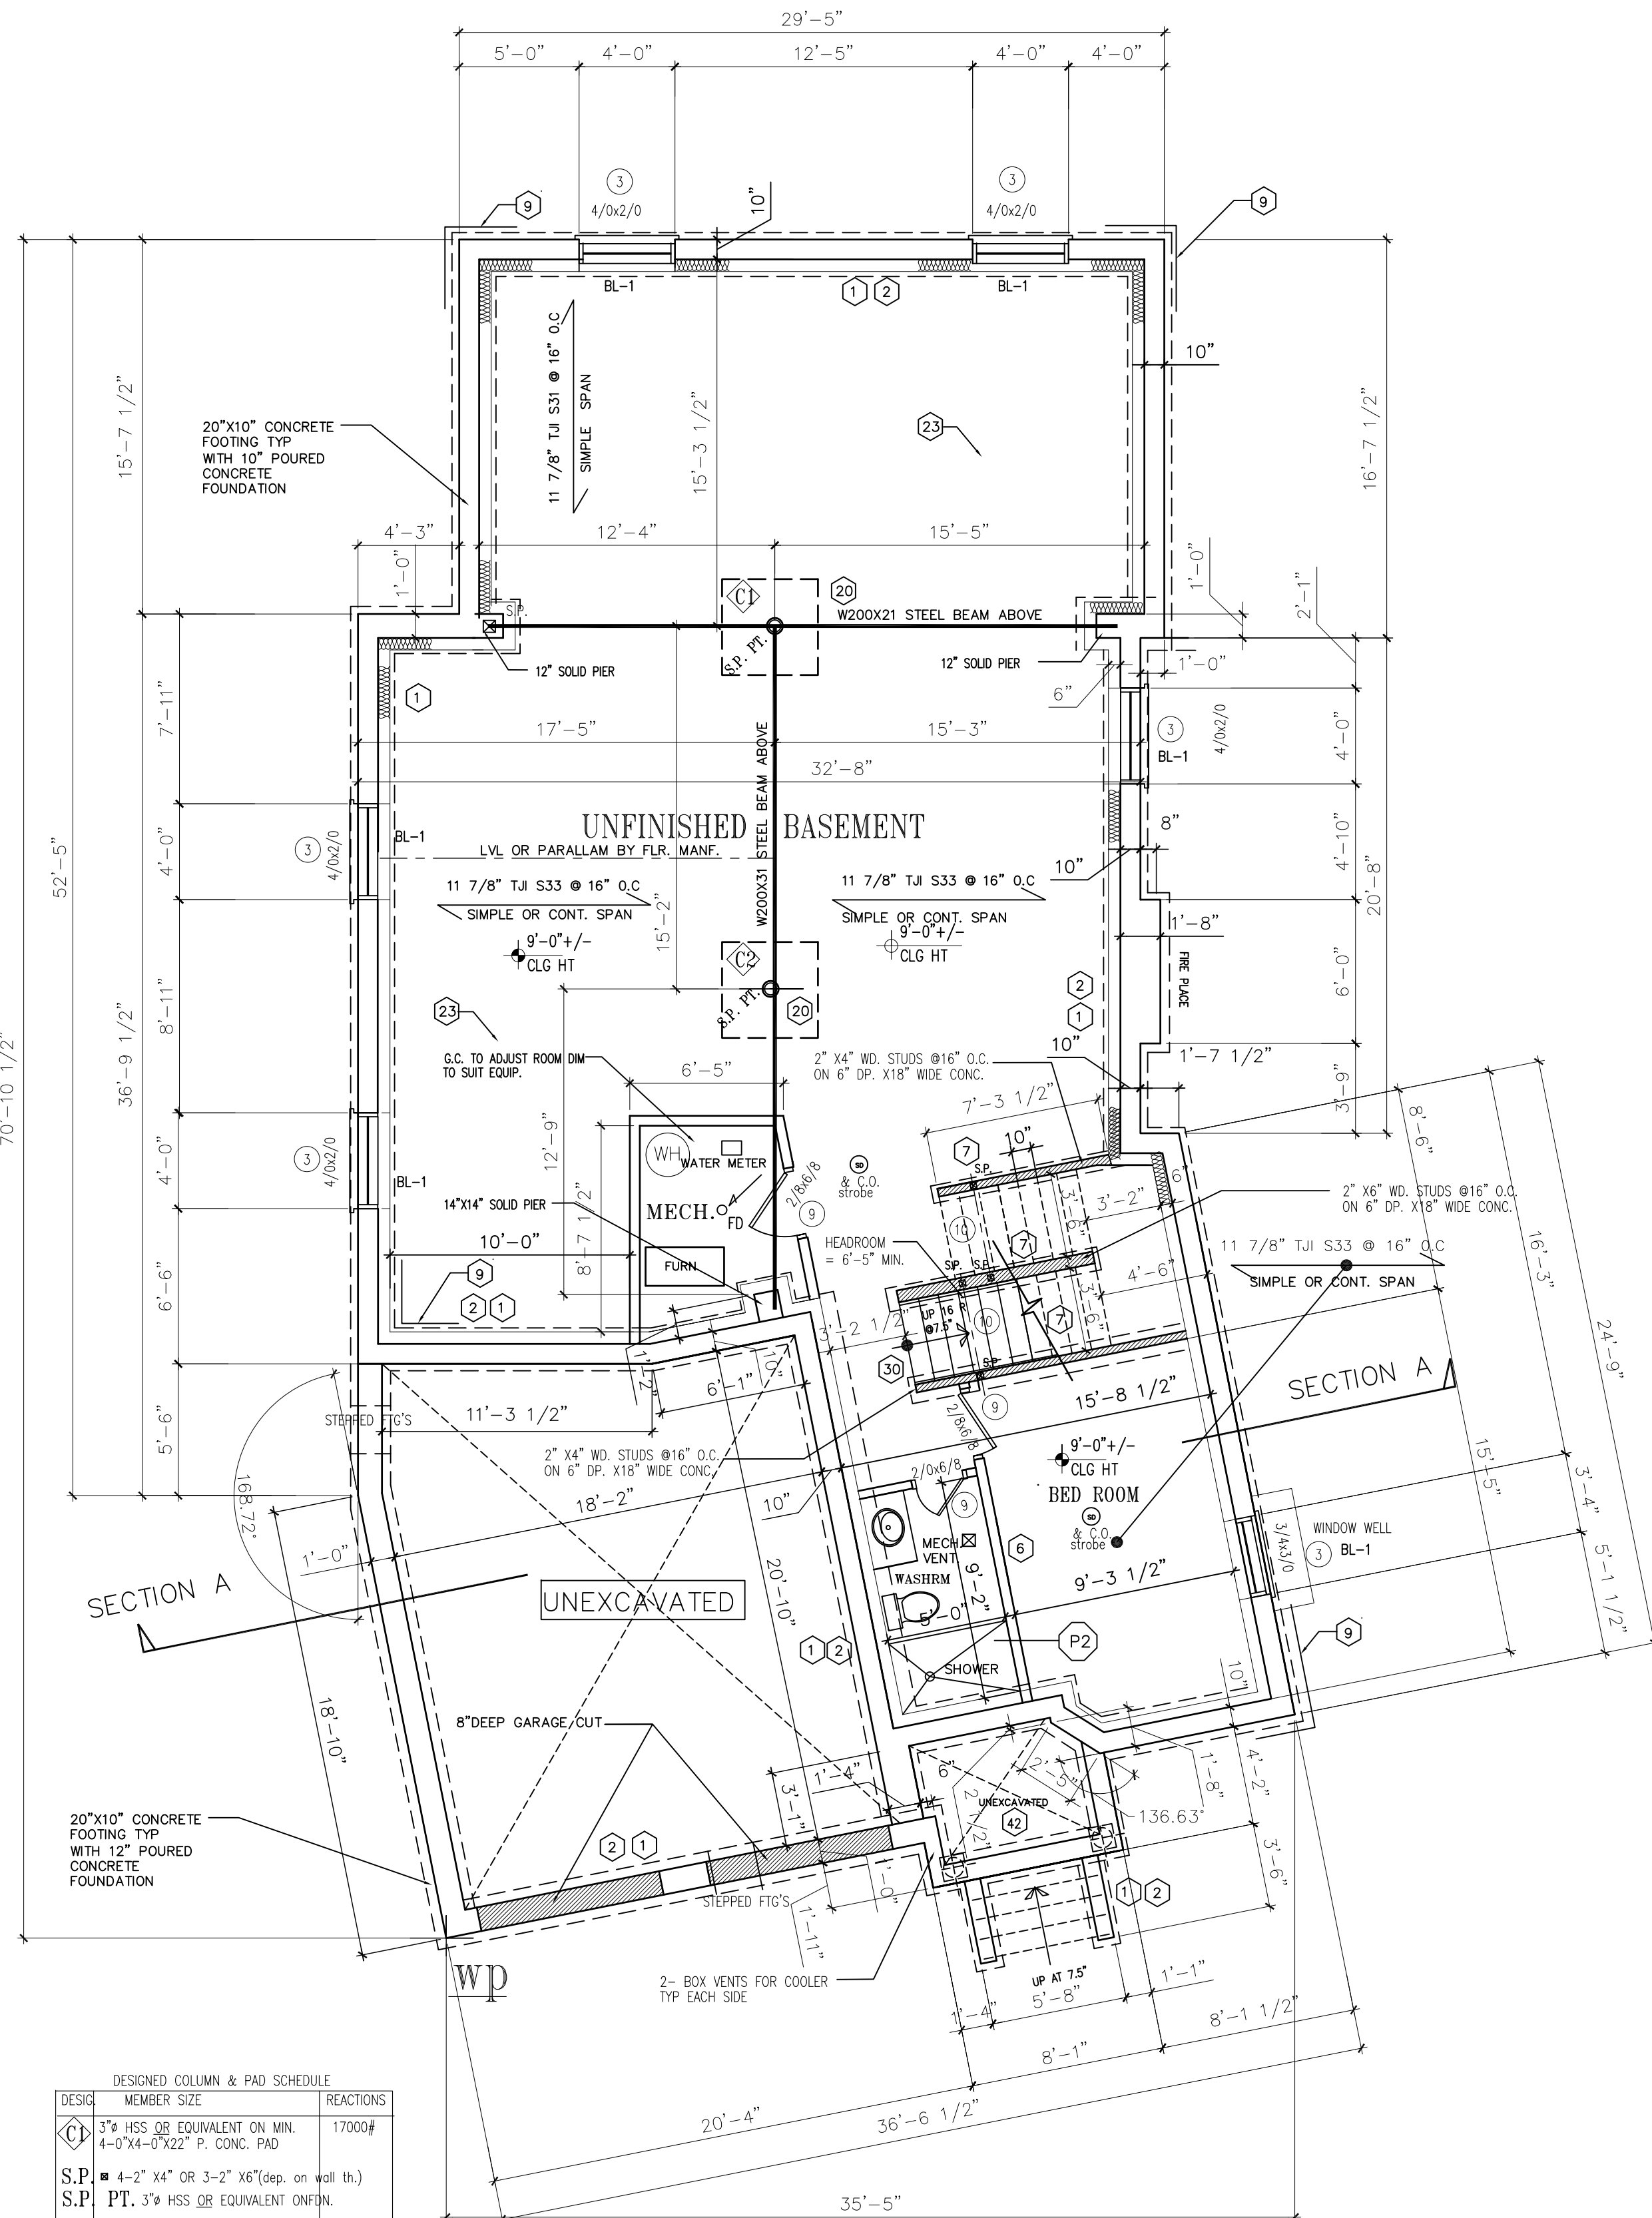 29'-5"
5'-0" 4'-0" 12'-5" 4'-0" 4'-0"
3
4/0x2/0
3
4/0x2/0
9
10"
9
BL-1
1 2
BL-1
11 7/8" TJI S31 @ 16" O.C
SIMPLE SPAN
10"
15'-7 1/2"
15'-3 1/2"
16'-7 1/2"
23
20"X10" CONCRETE
FOOTING TYP
WITH 10" POURED
CONCRETE
FOUNDATION
4'-3"
12'-4"
15'-5"
1'-0"
1'-0"
2'-1"
S.P.
C1
20
W200X21 STEEL BEAM ABOVE
S.P. PT.
12" SOLID PIER
12" SOLID PIER
1'-0"
6"
1
7'-11"
17'-5"
15'-3"
3
BL-1
4/0x2/0
4'-0"
32'-8"
W200X31 STEEL BEAM ABOVE
UNFINISHED BASEMENT
LVL OR PARALLAM BY FLR. MANF.
3
4/0x2/0
BL-1
4'-0"
52'-5"
8"
10"
4'-10"
20'-8"
11 7/8" TJI S33 @ 16" O.C
SIMPLE OR CONT. SPAN
9'-0"+/-
CLG HT
15'-2"
11 7/8" TJI S33 @ 16" O.C
SIMPLE OR CONT. SPAN
9'-0"+/-
CLG HT
1'-8"
FIRE PLACE
6'-0"
C2
S.P. PT.
20
2
1
8'-11"
36'-9 1/2"
70'-10 1/2"
23
G.C. TO ADJUST ROOM DIM
TO SUIT EQUIP.
6'-5"
2" X4" WD. STUDS @16" O.C.
ON 6" DP. X18" WIDE CONC.
10"
1'-7 1/2"
3'-9"
7'-3 1/2"
8'-6"
12'-9"
WH
WATER METER
MECH.
FD
FURN
2/8x6/8
9
SD
& C.O.
strobe
7
S.P.
10"
10
7
3'-6"
3'-2"
6"
2" X6" WD. STUDS @16" O.C.
ON 6" DP. X18" WIDE CONC.
3
4/0x2/0
BL-1
4'-0"
14"X14" SOLID PIER
10'-0"
8'-7 1/2"
HEADROOM
= 6'-5" MIN.
S.P. S.P.
4'-6"
11 7/8" TJI S33 @ 16" O.C
SIMPLE OR CONT. SPAN
16'-3"
9
2 1
6'-6"
UP 16 R
@7.5"
10
7
3'-6"
3'-2 1/2"
30
S.P
24'-9"
1'-2"
10"
6'-1"
9
2/8x6/8
15'-8 1/2"
SECTION A
5'-6"
STEPPED FTG'S
11'-3 1/2"
168.72°
2" X4" WD. STUDS @16" O.C.
ON 6" DP. X18" WIDE CONC.
18'-2"
10"
2/0x6/8
9
9'-0"+/-
CLG HT
BED ROOM
SD
& C.O.
strobe
15'-5"
3'-4"
1'-0"
MECH.
VENT.
WASHRM
6
3/4x3/0
WINDOW WELL
3 BL-1
5'-1 1/2"
SECTION A
UNEXCAVATED
20'-10"
9'-2"
5'-0"
9'-3 1/2"
1 2
P2
9
SHOWER
10"
18'-10"
8"DEEP GARAGE CUT
1'-4"
3'-1"
6"
2'-5"
1'-8"
4'-2"
UNEXCAVATED
42
136.63°
20"X10" CONCRETE
FOOTING TYP
WITH 12" POURED
CONCRETE
FOUNDATION
2 1
STEPPED FTG'S
1'-11"
3'-6"
1 2
wp
2- BOX VENTS FOR COOLER
TYP EACH SIDE
UP AT 7.5"
5'-8"
1'-1"
1'-4"
8'-1 1/2"
8'-1"
20'-4"
36'-6 1/2"
35'-5"
DESIGNED COLUMN & PAD SCHEDULE
DESIG. MEMBER SIZE REACTIONS
C1 3"ø HSS OR EQUIVALENT ON MIN. 17000#
4-0"X4-0"X22" P. CONC. PAD
S.P. 4-2" X4" OR 3-2" X6"(dep. on wall th.)
S.P. PT. 3"ø HSS OR EQUIVALENT ONFDN.